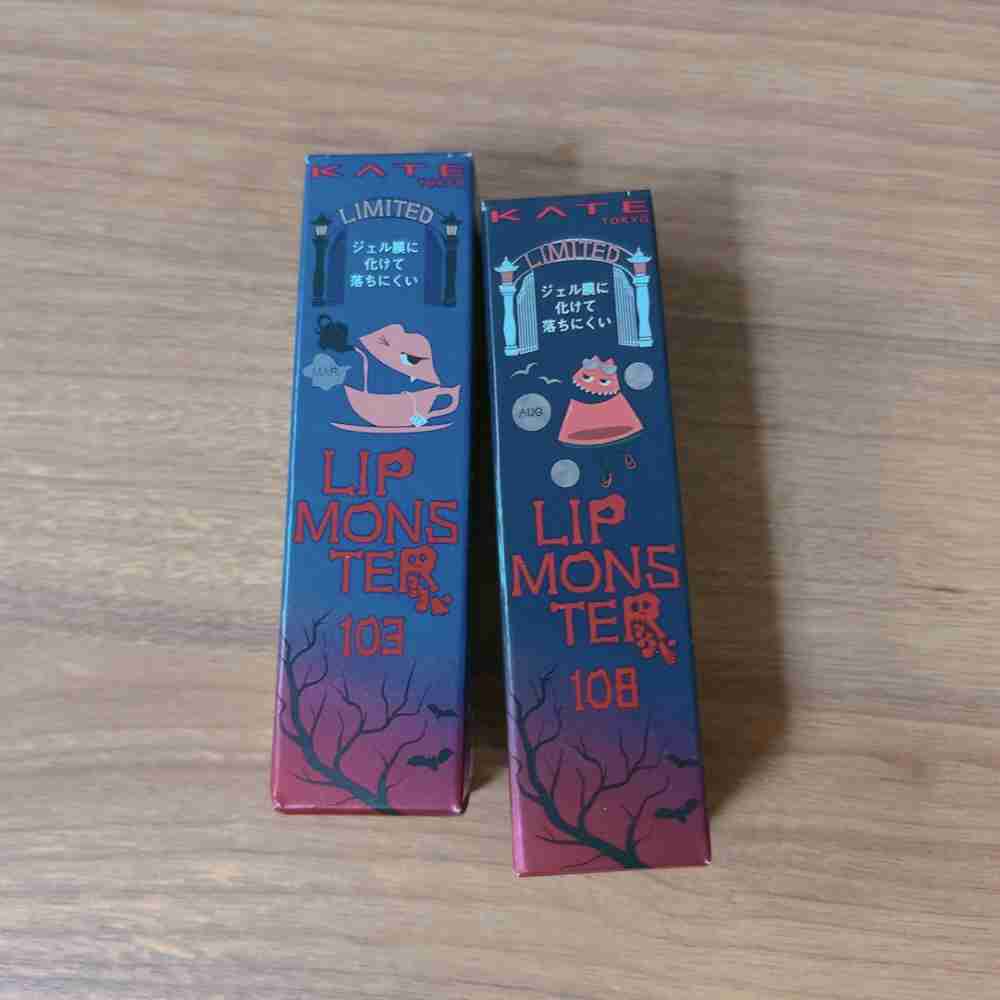 KATE
TOKYO
LIMITED
ジェル膜に
化けて
落ちにくい
MAR
LIP
MONS
TER
103
KATE
TOKYO
LIMITED
ジェル膜に
化けて
落ちにくい
AUG
LIP
MONS
TER
108